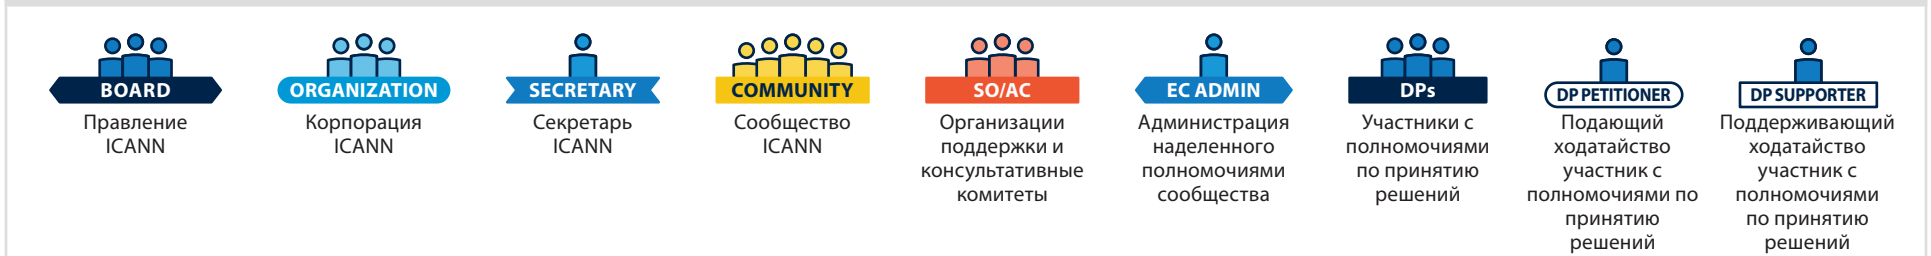 BOARD
Правление
ICANN
ORGANIZATION
Корпорация
ICANN
SECRETARY
Секретарь
ICANN
COMMUNITY
Сообщество
ICANN
SO/AC
Организации
поддержки и
консультативные
комитеты
EC ADMIN
Администрация
наделенного
полномочиями
сообщества
DPs
Участники с
полномочиями
по принятию
решений
DP PETITIONER
Подающий
ходатайство
участник с
полномочиями по
принятию
решений
DP SUPPORTER
Поддерживающий
ходатайство
участник с
полномочиями
по принятию
решений